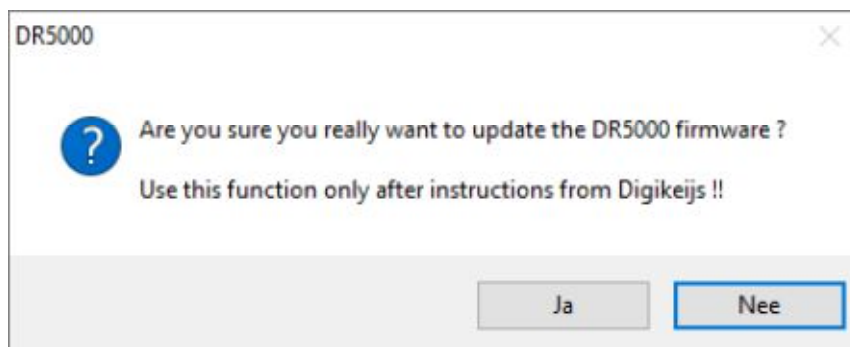 DR5000
Are you sure you really want to update the DR5000 firmware ?
Use this function only after instructions from Digikeijs !!
Ja
Nee